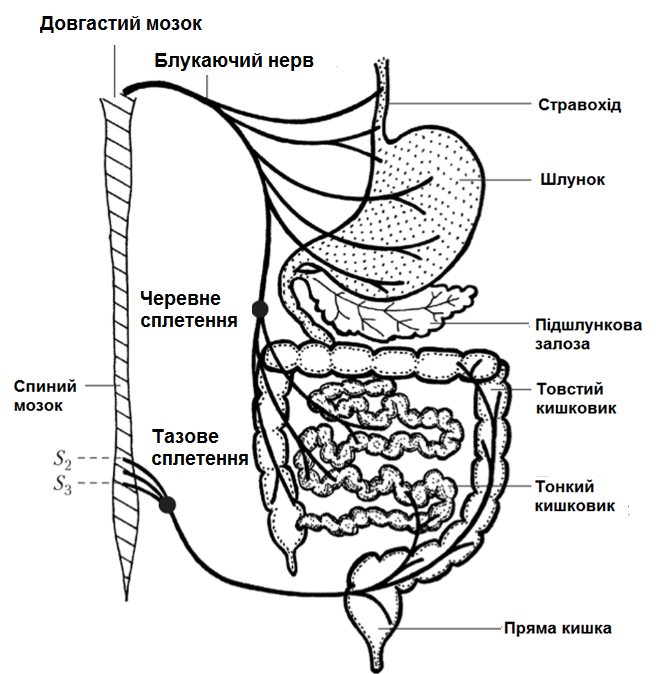 Довгастий мозок
Блукаючий нерв
Стравохід
Шлунок
Черевне
сплетення
Підшлункова
залоза
Спиний
мозок
Товстий
кишковик
Тазове
сплетення
S2
S3
Тонкий
кишковик
Пряма кишка